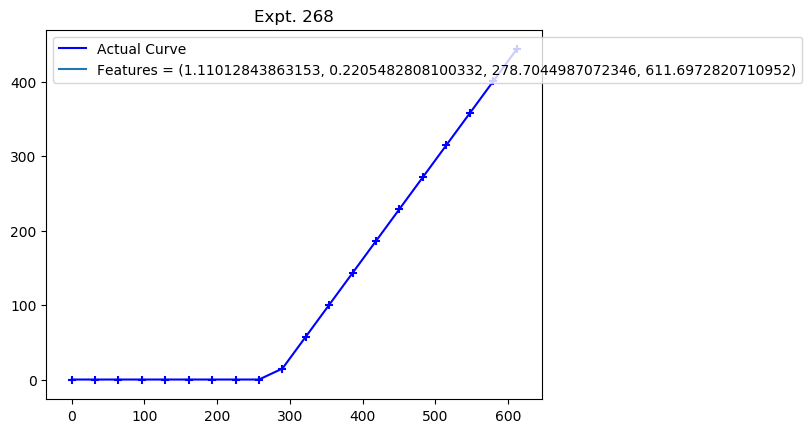 Expt. 268
Actual Curve
Features = (1.11012843863153, 0.2205482808100332, 278.7044987072346, 611.6972820710952)
400
300
200
100
0
0 100 200 300 400 500 600